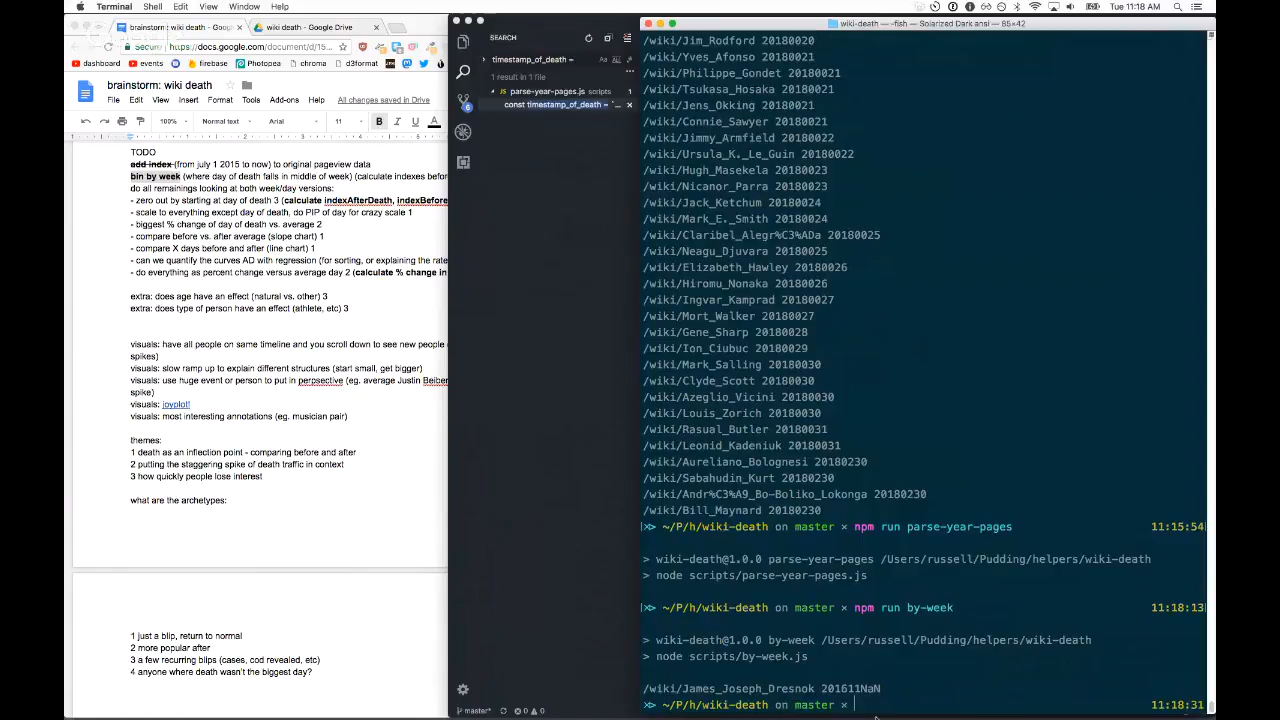 Shell Edit View Window Help
Tue 11:18 AM
brainstorm: wiki death - Googl
wiki death - Google Drive
Secure https://docs.google.com/document/d/15...
dashboard events firebase Photopea chroma d3format
brainstorm: wiki death
File Edit View Insert Format Tools Add-ons Help All changes saved in Drive
100% Normal text Arial 11 B I U A
TODO
add index (from july 1 2015 to now) to original pageview data
bin by week (where day of death falls in middle of week) (calculate indexes befor
do all remainings looking at both week/day versions:
- zero out by starting at day of death 3 (calculate indexAfterDeath, indexBefore
- scale to everything except day of death, do PIP of day for crazy scale 1
- biggest % change of day of death vs. average 2
- compare before vs. after average (slope chart) 1
- compare X days before and after (line chart) 1
- can we quantify the curves AD with regression (for sorting, or explaining the rate
- do everything as percent change versus average day 2 (calculate % change in
extra: does age have an effect (natural vs. other) 3
extra: does type of person have an effect (athlete, etc) 3
visuals: have all people on same timeline and you scroll down to see new people (
spikes)
visuals: slow ramp up to explain different structures (start small, get bigger)
visuals: use huge event or person to put in perpsective (eg. average Justin Beiber
spike)
visuals: joyplot!
visuals: most interesting annotations (eg. musician pair)
themes:
1 death as an inflection point - comparing before and after
2 putting the staggering spike of death traffic in context
3 how quickly people lose interest
what are the archetypes:
1 just a blip, return to normal
2 more popular after
3 a few recurring blips (cases, cod revealed, etc)
4 anyone where death wasn't the biggest day?
SEARCH
timestamp_of_death =
1 result in 1 file
parse-year-pages.js scripts
const timestamp_of_death = `...
master* 0 0
wiki-death — -fish — Solarized Dark ansi — 85×42
/wiki/Jim_Rodford 20180020
/wiki/Yves_Afonso 20180021
/wiki/Philippe_Gondet 20180021
/wiki/Tsukasa_Hosaka 20180021
/wiki/Jens_Okking 20180021
/wiki/Connie_Sawyer 20180021
/wiki/Jimmy_Armfield 20180022
/wiki/Ursula_K._Le_Guin 20180022
/wiki/Hugh_Masekela 20180023
/wiki/Nicanor_Parra 20180023
/wiki/Jack_Ketchum 20180024
/wiki/Mark_E._Smith 20180024
/wiki/Claribel_Alegr%C3%ADa 20180025
/wiki/Neagu_Djuvara 20180025
/wiki/Elizabeth_Hawley 20180026
/wiki/Hiromu_Nonaka 20180026
/wiki/Ingvar_Kamprad 20180027
/wiki/Mort_Walker 20180027
/wiki/Gene_Sharp 20180028
/wiki/Ion_Ciubuc 20180029
/wiki/Mark_Salling 20180030
/wiki/Clyde_Scott 20180030
/wiki/Azeglio_Vicini 20180030
/wiki/Louis_Zorich 20180030
/wiki/Rasual_Butler 20180031
/wiki/Leonid_Kadeniuk 20180031
/wiki/Aureliano_Bolognesi 20180230
/wiki/Sabahudin_Kurt 20180230
/wiki/Andr%C3%A9_Bo-Boliko_Lokonga 20180230
/wiki/Bill_Maynard 20180230
~/P/h/wiki-death on master × npm run parse-year-pages 11:15:54
> wiki-death@1.0.0 parse-year-pages /Users/russell/Pudding/helpers/wiki-death
> node scripts/parse-year-pages.js
~/P/h/wiki-death on master × npm run by-week 11:18:13
> wiki-death@1.0.0 by-week /Users/russell/Pudding/helpers/wiki-death
> node scripts/by-week.js
/wiki/James_Joseph_Dresnok 201611NaN
~/P/h/wiki-death on master × 11:18:31